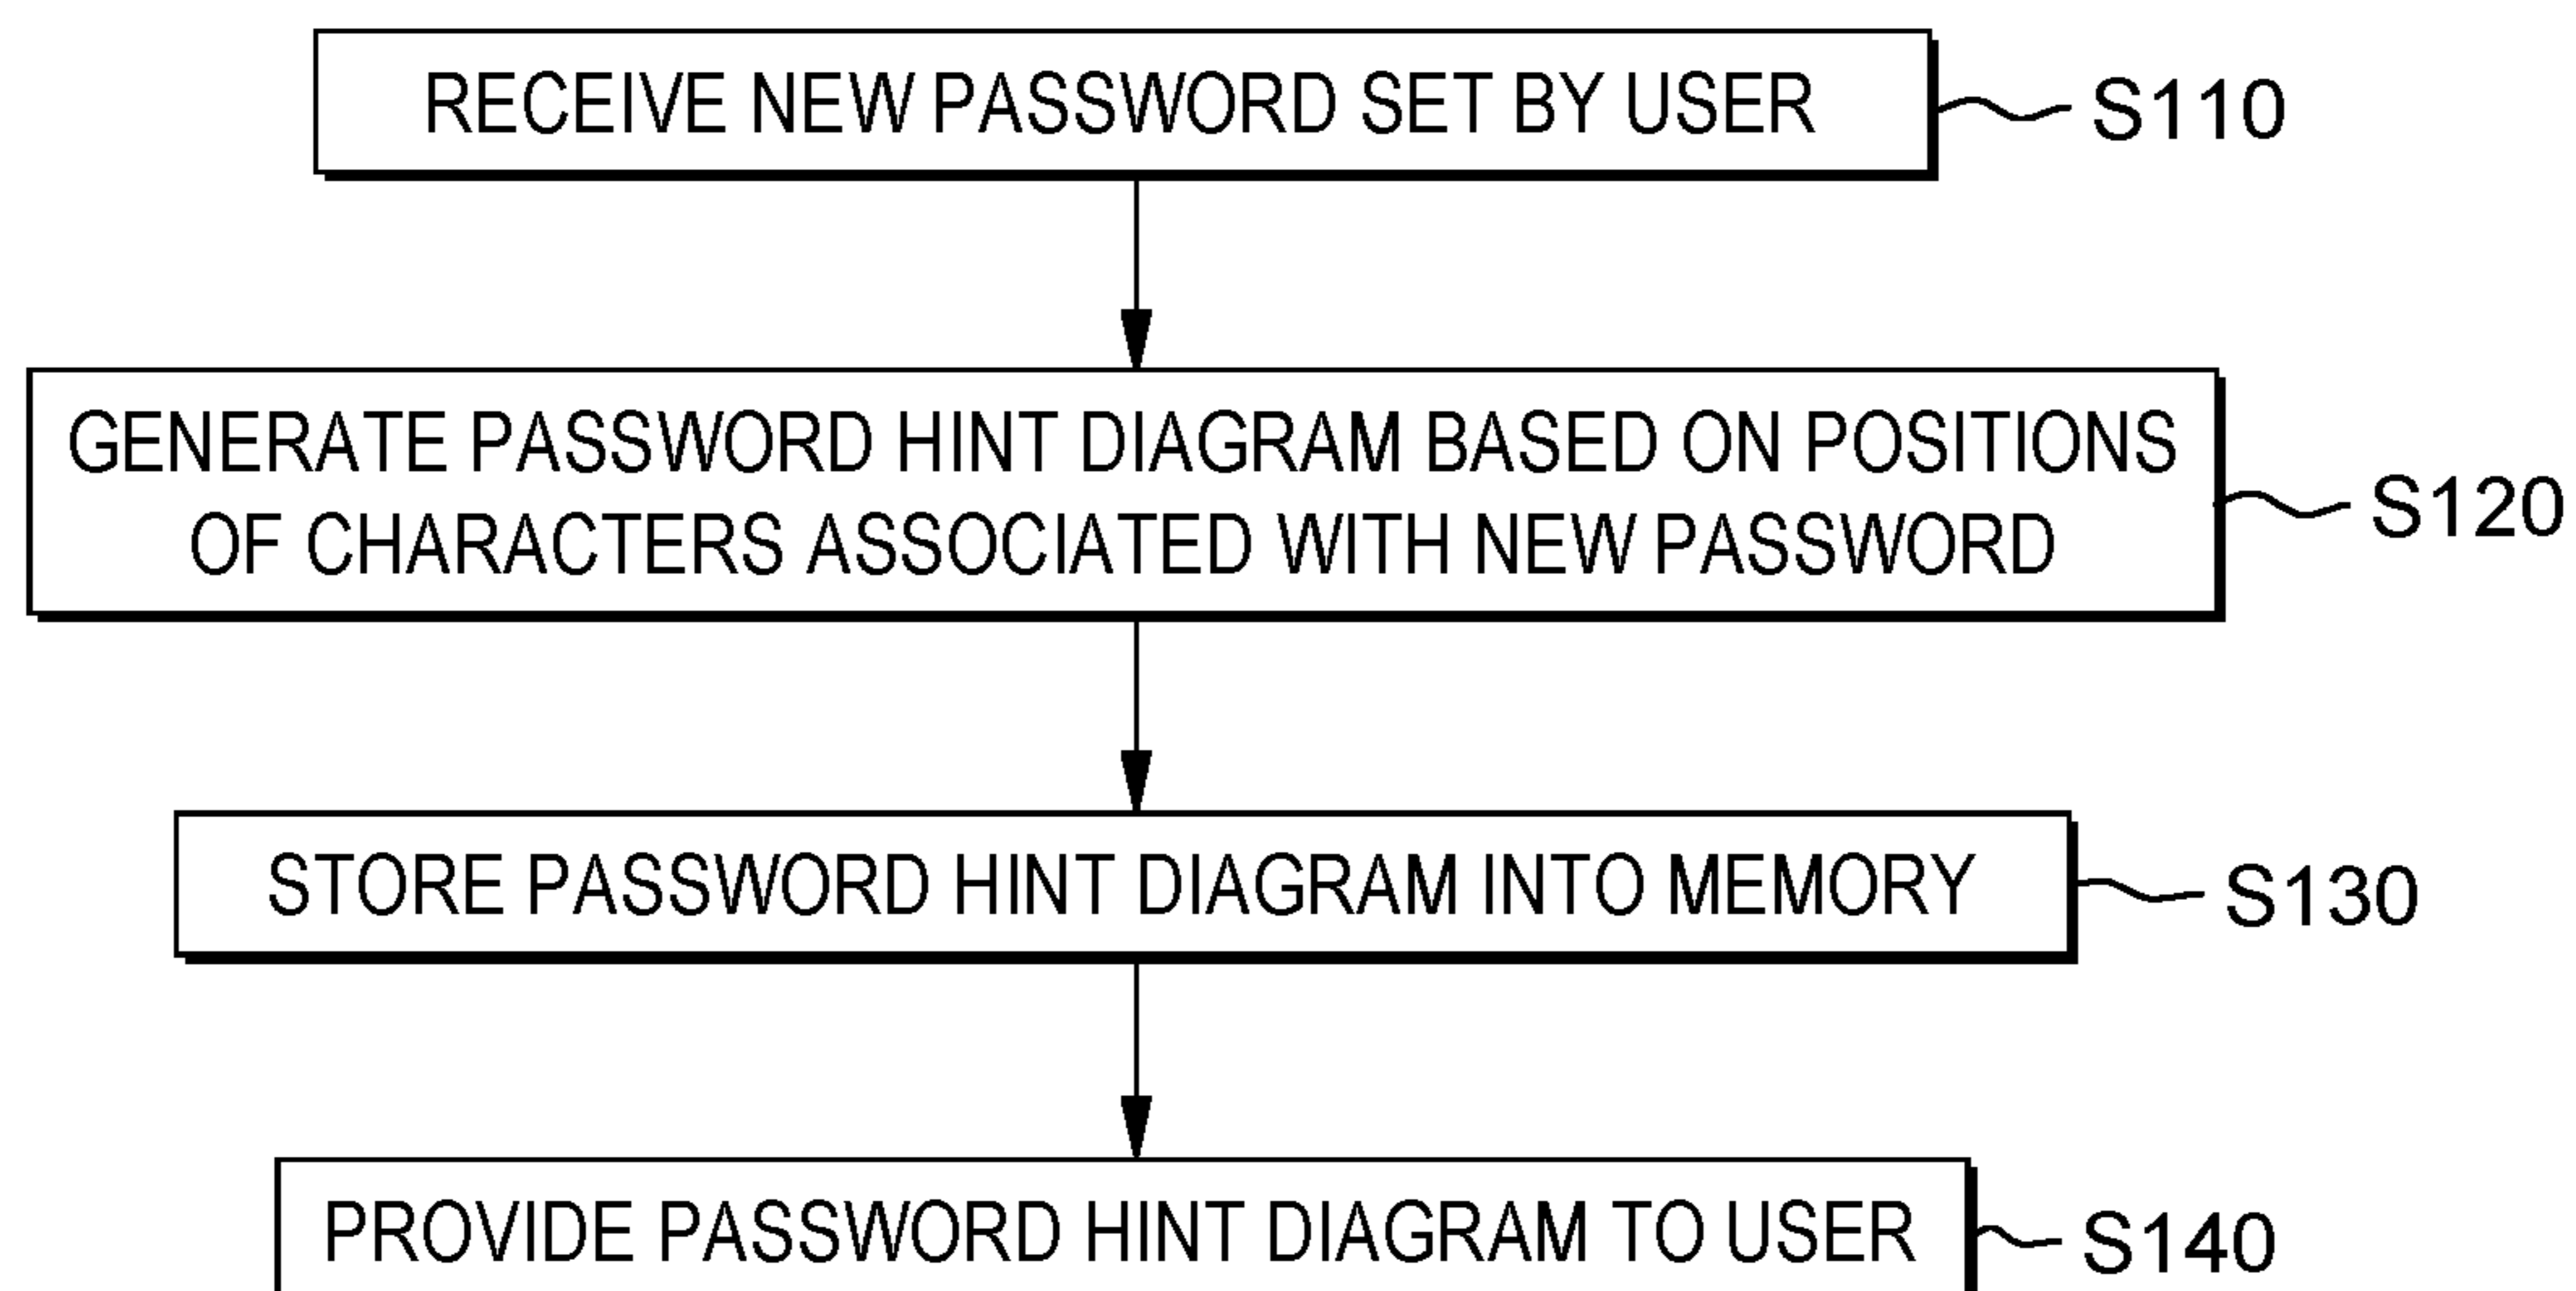 RECEIVE NEW PASSWORD SET BY USER
S110
GENERATE PASSWORD HINT DIAGRAM BASED ON POSITIONS
OF CHARACTERS ASSOCIATED WITH NEW PASSWORD
S120
STORE PASSWORD HINT DIAGRAM INTO MEMORY
S130
PROVIDE PASSWORD HINT DIAGRAM TO USER
S140